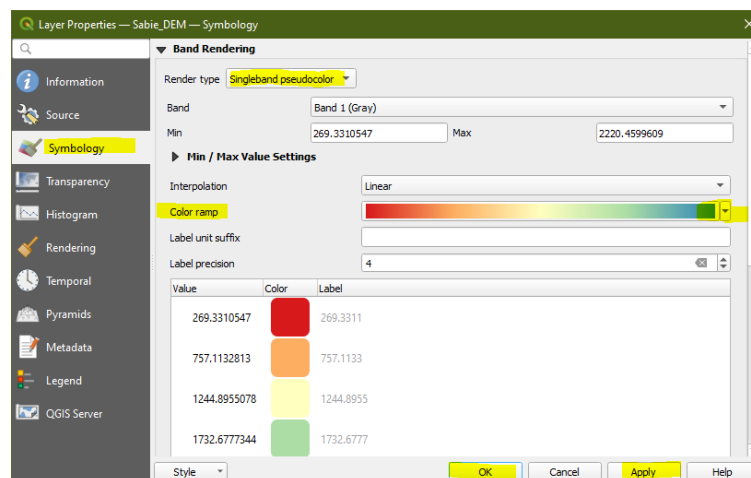 Layer Properties — Sabie_DEM — Symbology
Information
Source
Symbology
Transparency
Histogram
Rendering
Temporal
Pyramids
Metadata
Legend
QGIS Server
Band Rendering
Render type Singleband pseudocolor
Band Band 1 (Gray)
Min 269.3310547 Max 2220.4599609
Min / Max Value Settings
Interpolation Linear
Color ramp
Label unit suffix
Label precision 4
Value Color Label
269.3310547 269.3311
757.1132813 757.1133
1244.8955078 1244.8955
1732.6777344 1732.6777
Style OK Cancel Apply Help